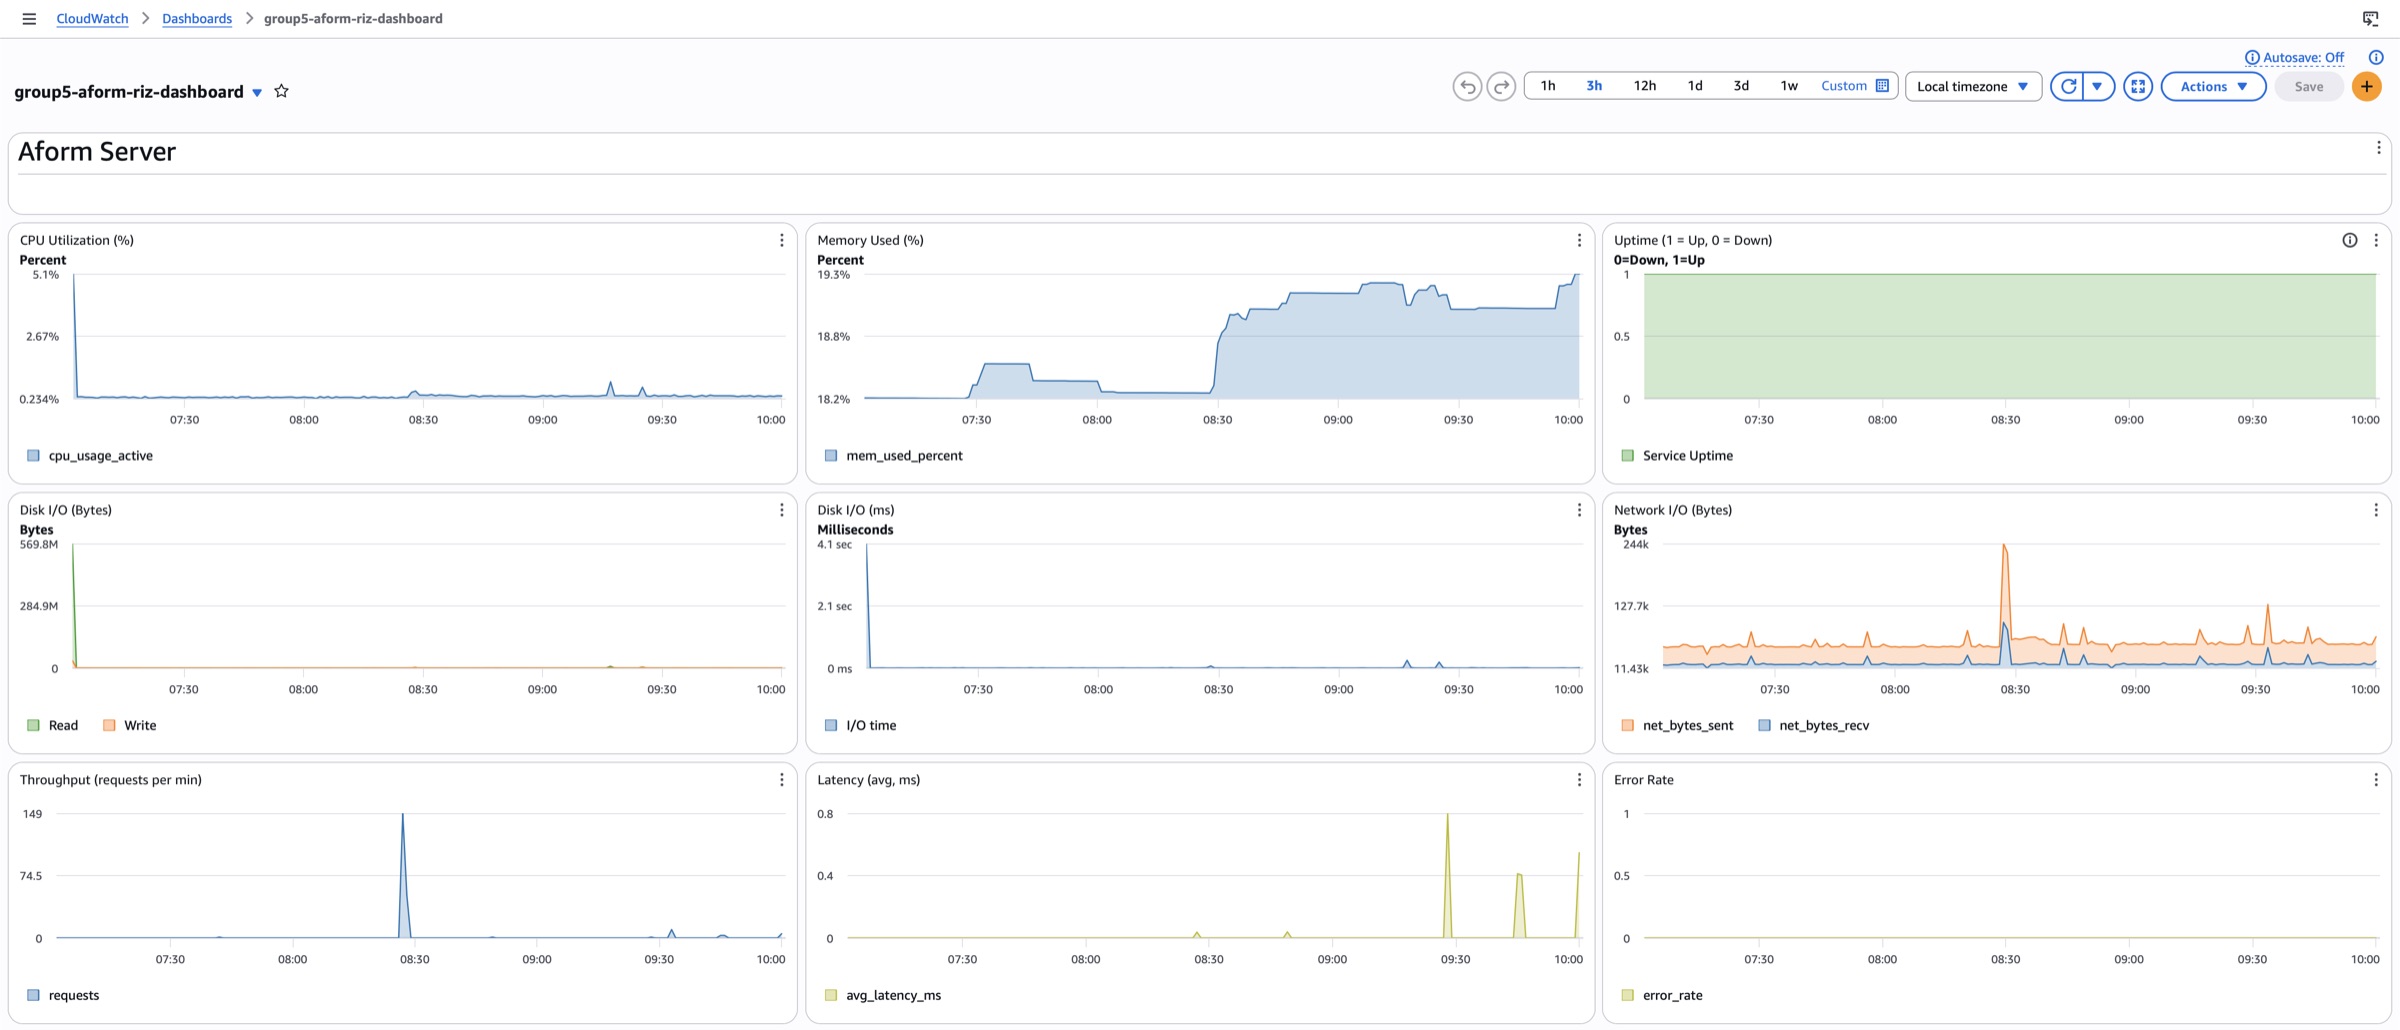 CloudWatch > Dashboards > group5-aform-riz-dashboard
Autosave: Off
group5-aform-riz-dashboard
1h 3h 12h 1d 3d 1w Custom Local timezone Actions Save +
Aform Server
CPU Utilization (%)
Percent
5.1%
2.67%
0.234%
07:30 08:00 08:30 09:00 09:30 10:00
cpu_usage_active
Memory Used (%)
Percent
19.3%
18.8%
18.2%
07:30 08:00 08:30 09:00 09:30 10:00
mem_used_percent
Uptime (1 = Up, 0 = Down)
0=Down, 1=Up
1
0.5
0
07:30 08:00 08:30 09:00 09:30 10:00
Service Uptime
Disk I/O (Bytes)
Bytes
569.8M
284.9M
0
07:30 08:00 08:30 09:00 09:30 10:00
Read Write
Disk I/O (ms)
Milliseconds
4.1 sec
2.1 sec
0 ms
07:30 08:00 08:30 09:00 09:30 10:00
I/O time
Network I/O (Bytes)
Bytes
244k
127.7k
11.43k
07:30 08:00 08:30 09:00 09:30 10:00
net_bytes_sent net_bytes_recv
Throughput (requests per min)
149
74.5
0
07:30 08:00 08:30 09:00 09:30 10:00
requests
Latency (avg, ms)
0.8
0.4
0
07:30 08:00 08:30 09:00 09:30 10:00
avg_latency_ms
Error Rate
1
0.5
0
07:30 08:00 08:30 09:00 09:30 10:00
error_rate